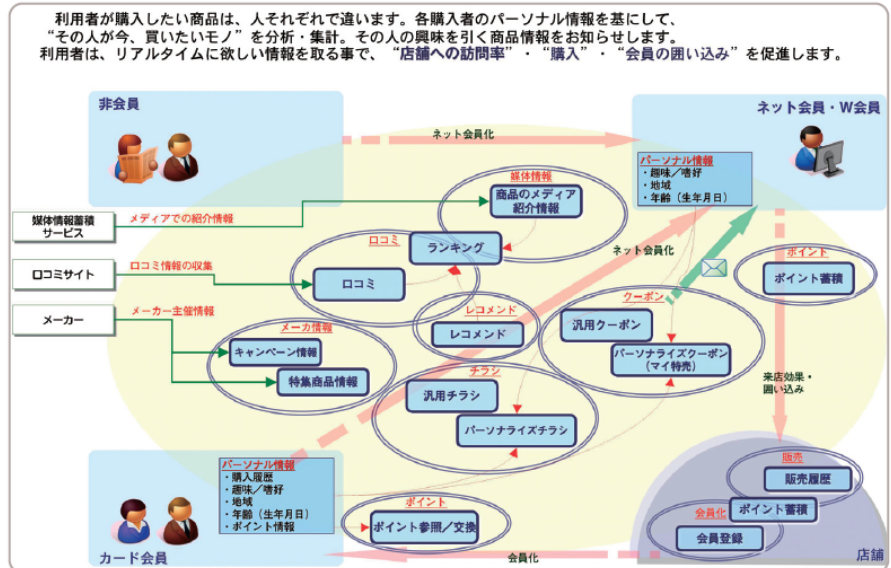 利用者が購入したい商品は、人それぞれで違います。各購入者のパーソナル情報を基にして、
“その人が今、買いたいモノ”を分析・集計。その人の興味を引く商品情報をお知らせします。
利用者は、リアルタイムに欲しい情報を取る事で、“店舗への訪問率”・“購入”・“会員の囲い込み”を促進します。
非会員
ネット会員・W会員
ネット会員化
パーソナル情報
・趣味／嗜好
・地域
・年齢（生年月日）
媒体情報
商品のメディア
紹介情報
媒体情報蓄積
サービス
メディアでの紹介情報
口コミ
ランキング
ネット会員化
ポイント
ポイント蓄積
口コミサイト
口コミ情報の収集
口コミ
メーカー
メーカー主催情報
レコメンド
レコメンド
クーポン
汎用クーポン
パーソナライズクーポン
（マイ特売）
メーカ情報
キャンペーン情報
特集商品情報
チラシ
汎用チラシ
パーソナライズチラシ
来店効果・
囲い込み
パーソナル情報
・購入履歴
・趣味／嗜好
・地域
・年齢（生年月日）
・ポイント情報
ポイント
ポイント参照／交換
販売
販売履歴
ポイント蓄積
会員化
会員登録
カード会員
会員化
店舗